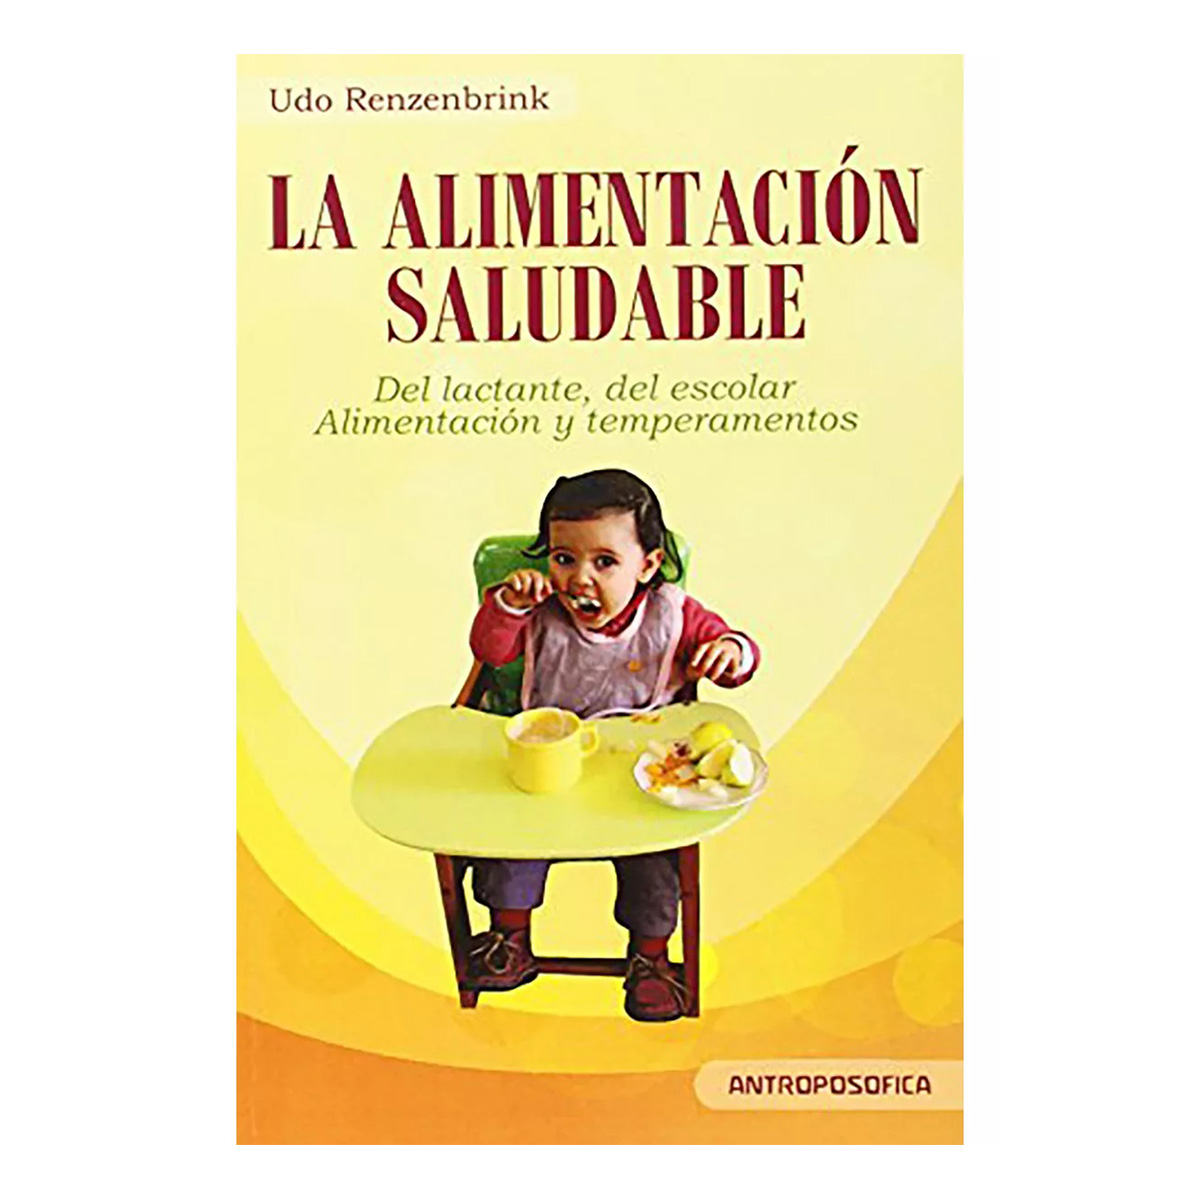 Udo Renzenbrink
LA ALIMENTACIÓN
SALUDABLE
Del lactante, del escolar
Alimentación y temperamentos
ANTROPOSOFICA